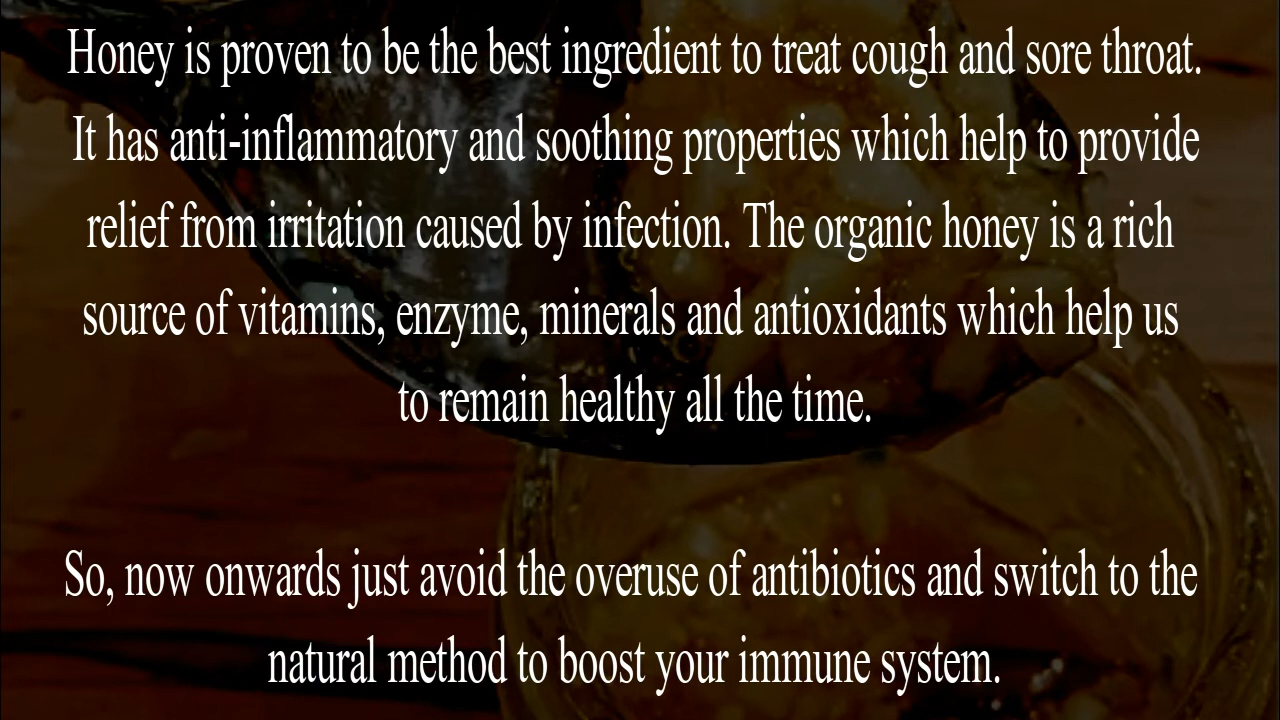 Honey is proven to be the best ingredient to treat cough and sore throat.
It has anti-inflammatory and soothing properties which help to provide
relief from irritation caused by infection. The organic honey is a rich
source of vitamins, enzyme, minerals and antioxidants which help us
to remain healthy all the time.
So, now onwards just avoid the overuse of antibiotics and switch to the
natural method to boost your immune system.